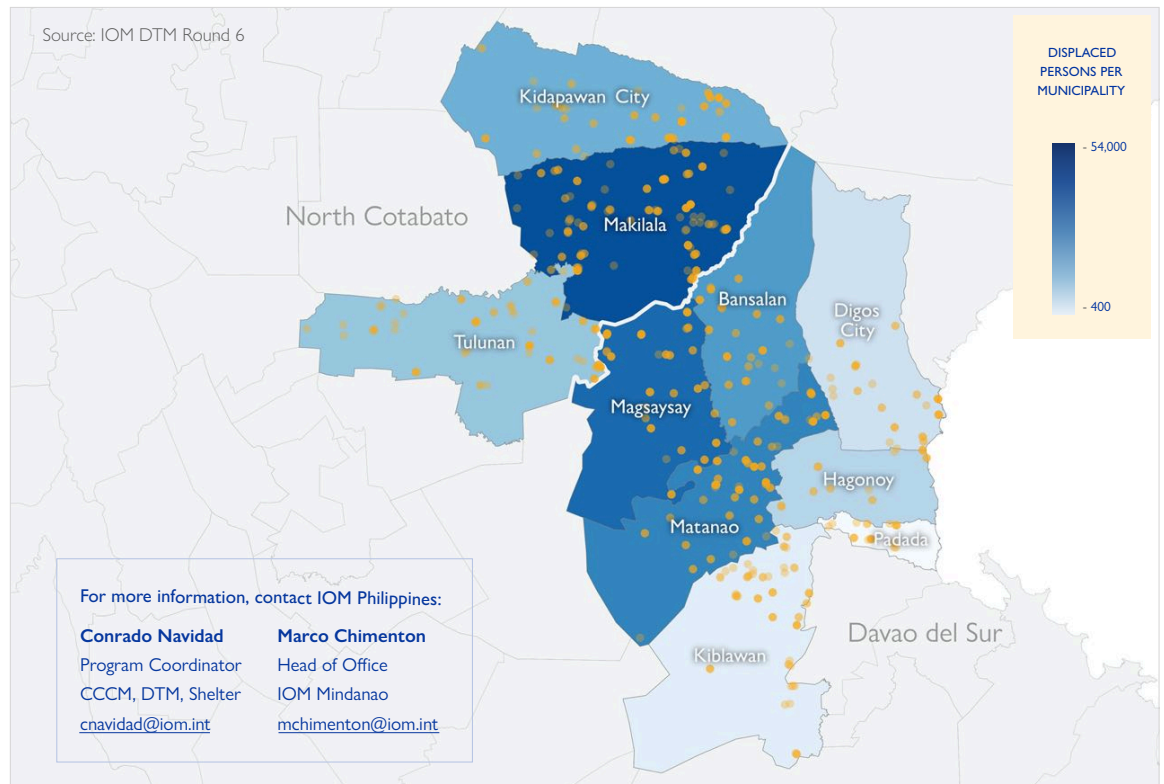 Source: IOM DTM Round 6
DISPLACED
PERSONS PER
MUNICIPALITY
- 54,000
- 400
Kidapawan City
North Cotabato
Makilala
Bansalan
Digos
City
Tulunan
Magsaysay
Hagonoy
Matanao
Padada
Davao del Sur
Kiblawan
For more information, contact IOM Philippines:
Conrado Navidad
Program Coordinator
CCCM, DTM, Shelter
cnavidad@iom.int
Marco Chimenton
Head of Office
IOM Mindanao
mchimenton@iom.int